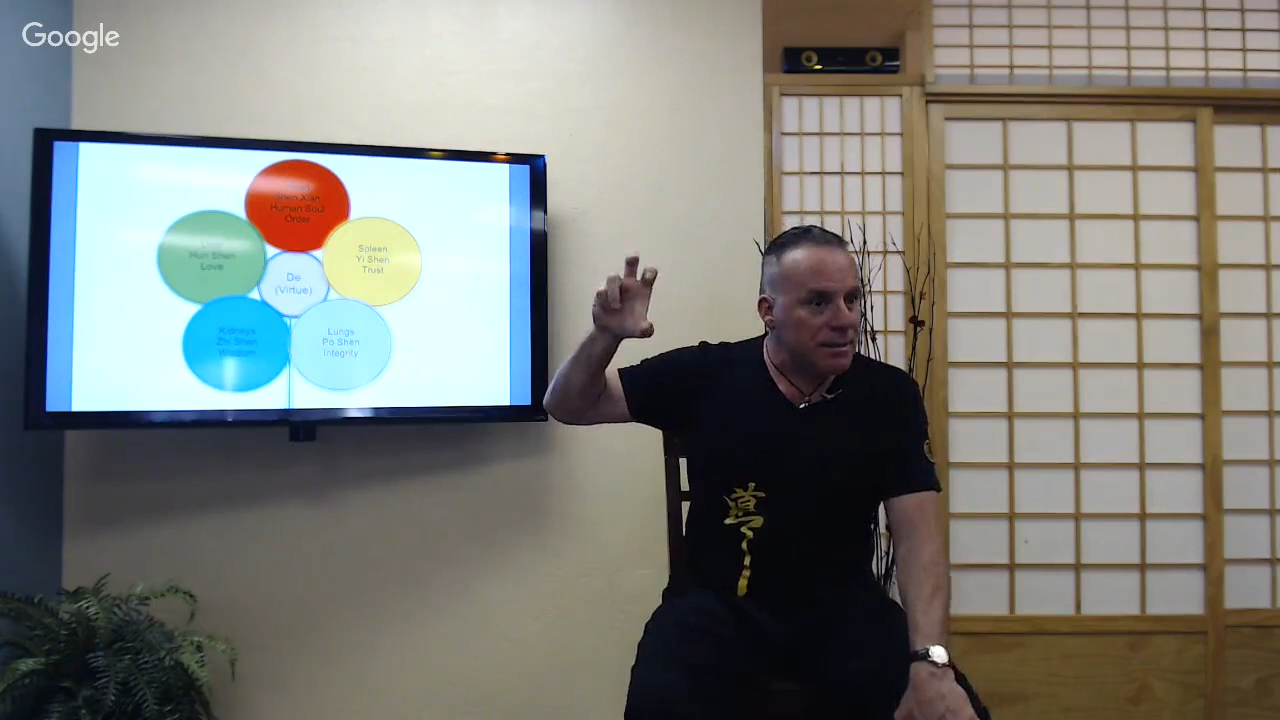 Google
Shen Xian
Human Soul
Order
Hun Shen
Love
Spleen
Yi Shen
Trust
De
(Virtue)
Kidneys
Zhi Shen
Wisdom
Lungs
Po Shen
Integrity
道